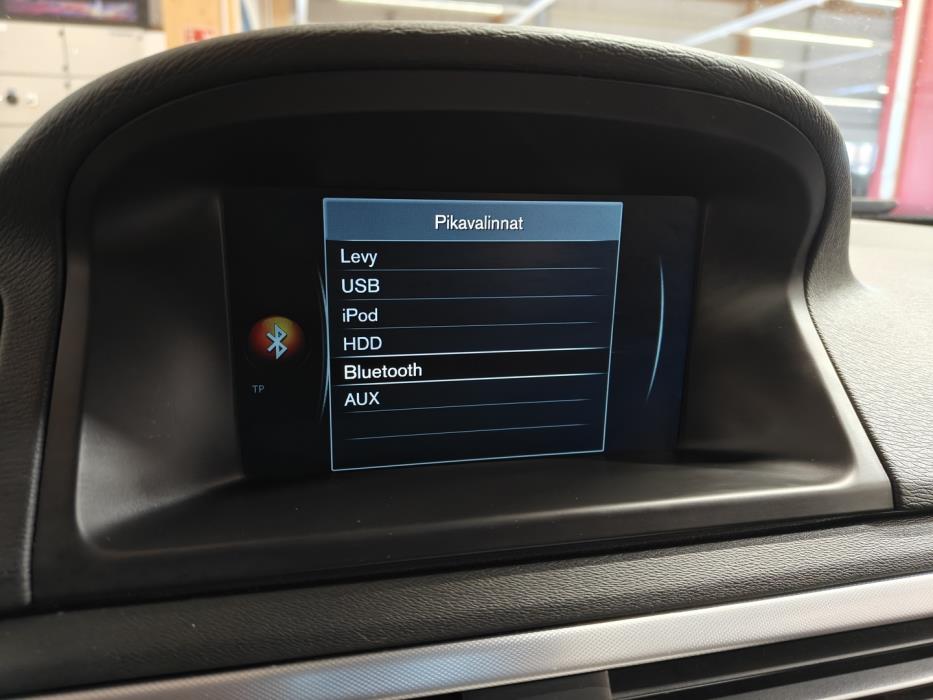 Pikavalinnat
Levy
USB
iPod
HDD
Bluetooth
TP
AUX